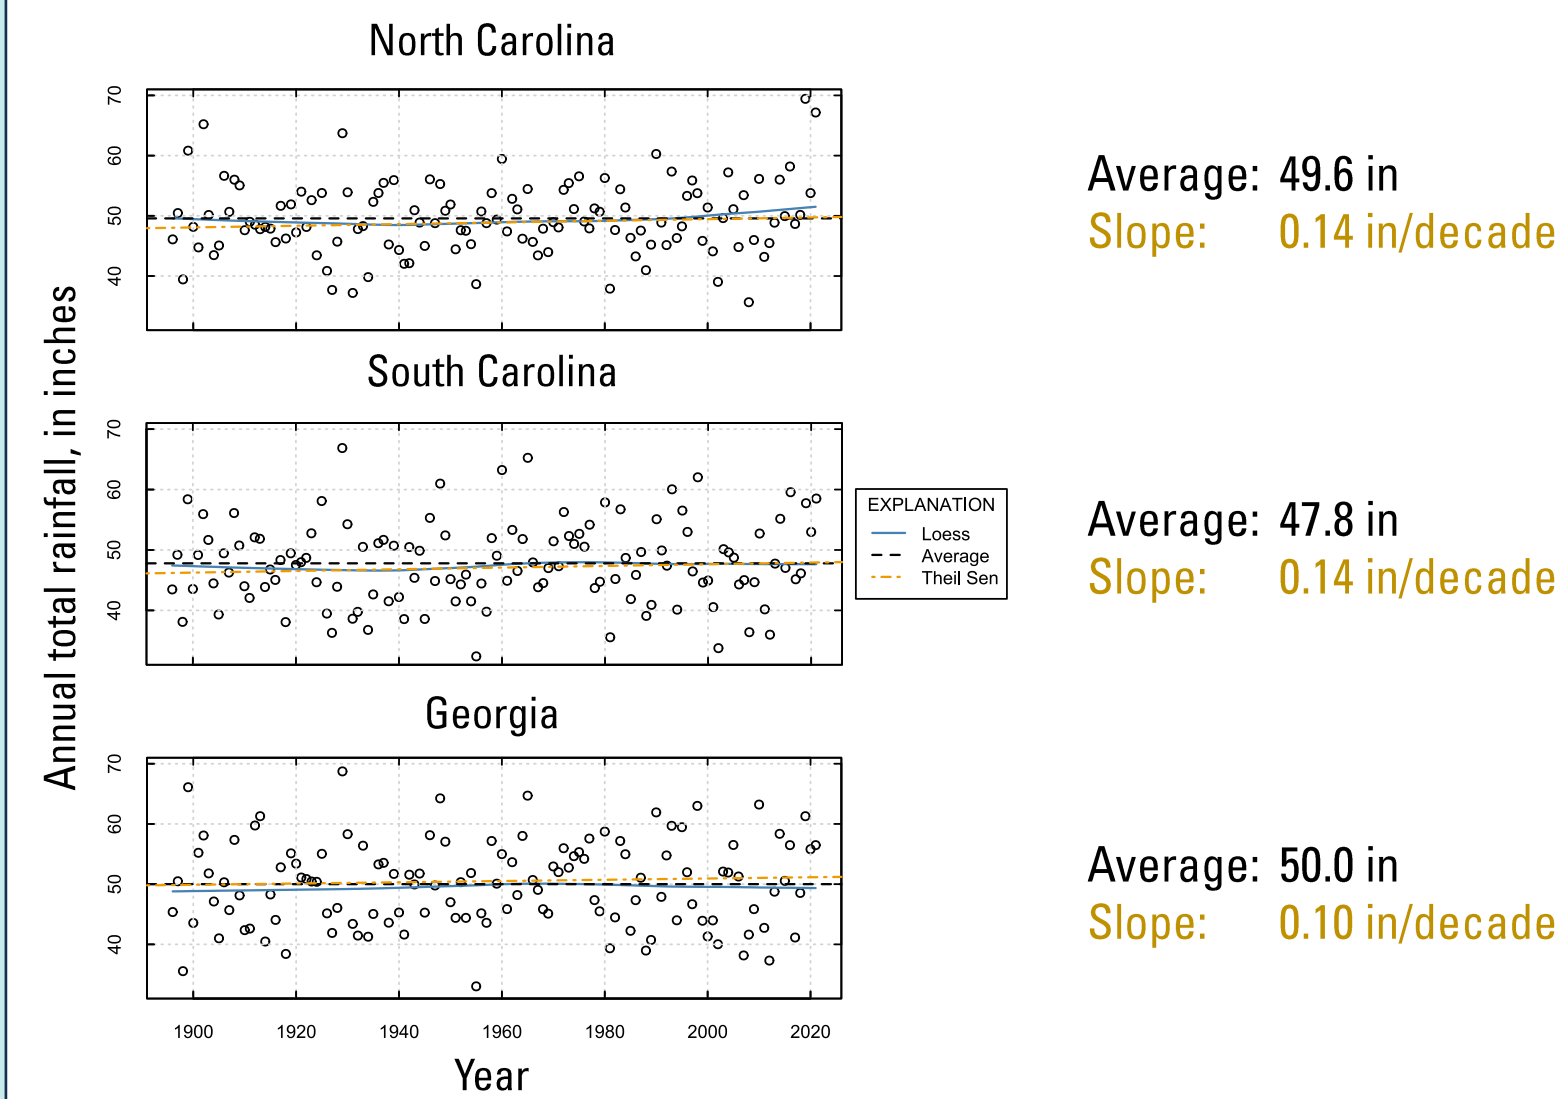 North Carolina
70
60
50
40
Average: 49.6 in
Slope: 0.14 in/decade
Annual total rainfall, in inches
South Carolina
70
60
50
40
EXPLANATION
Loess
Average
Theil Sen
Average: 47.8 in
Slope: 0.14 in/decade
Georgia
70
60
50
40
Average: 50.0 in
Slope: 0.10 in/decade
1900 1920 1940 1960 1980 2000 2020
Year